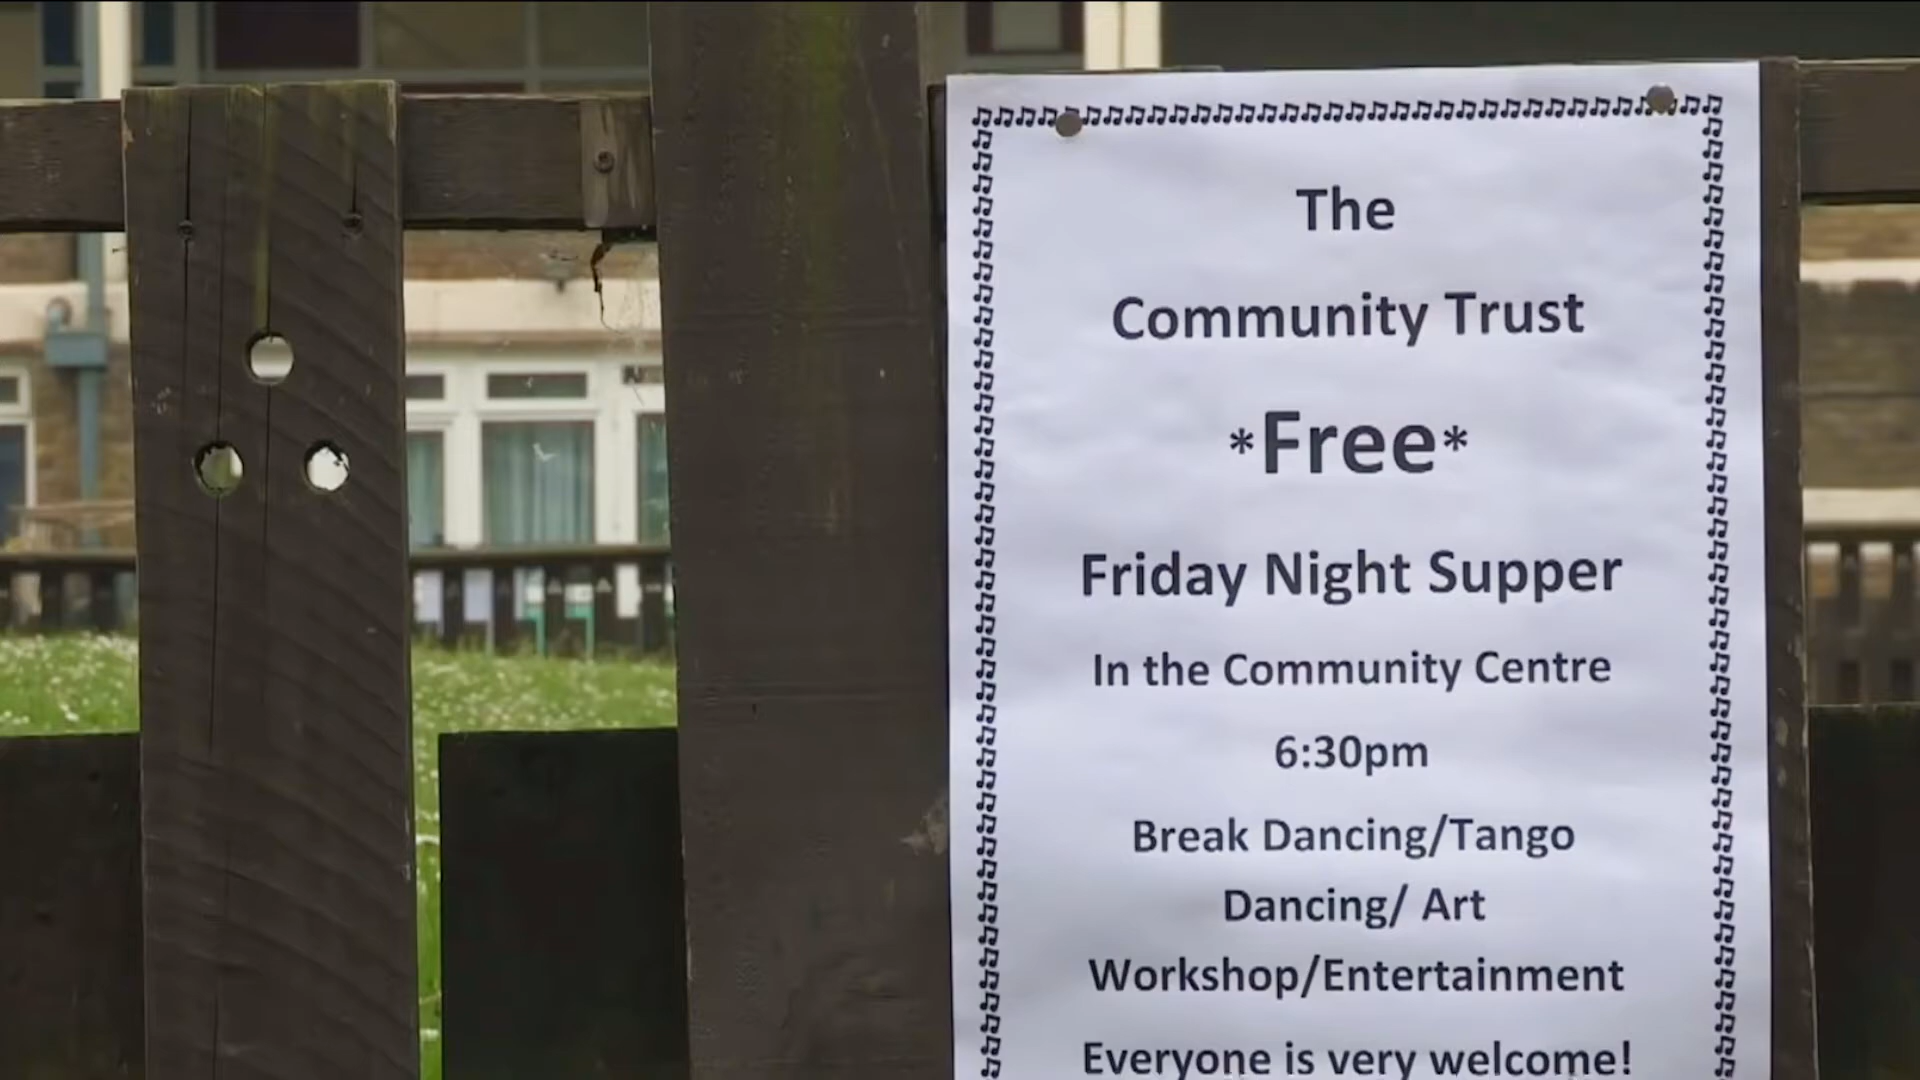 The
Community Trust
*Free*
Friday Night Supper
In the Community Centre
6:30pm
Break Dancing/Tango
Dancing/ Art
Workshop/Entertainment
Everyone is very welcome!